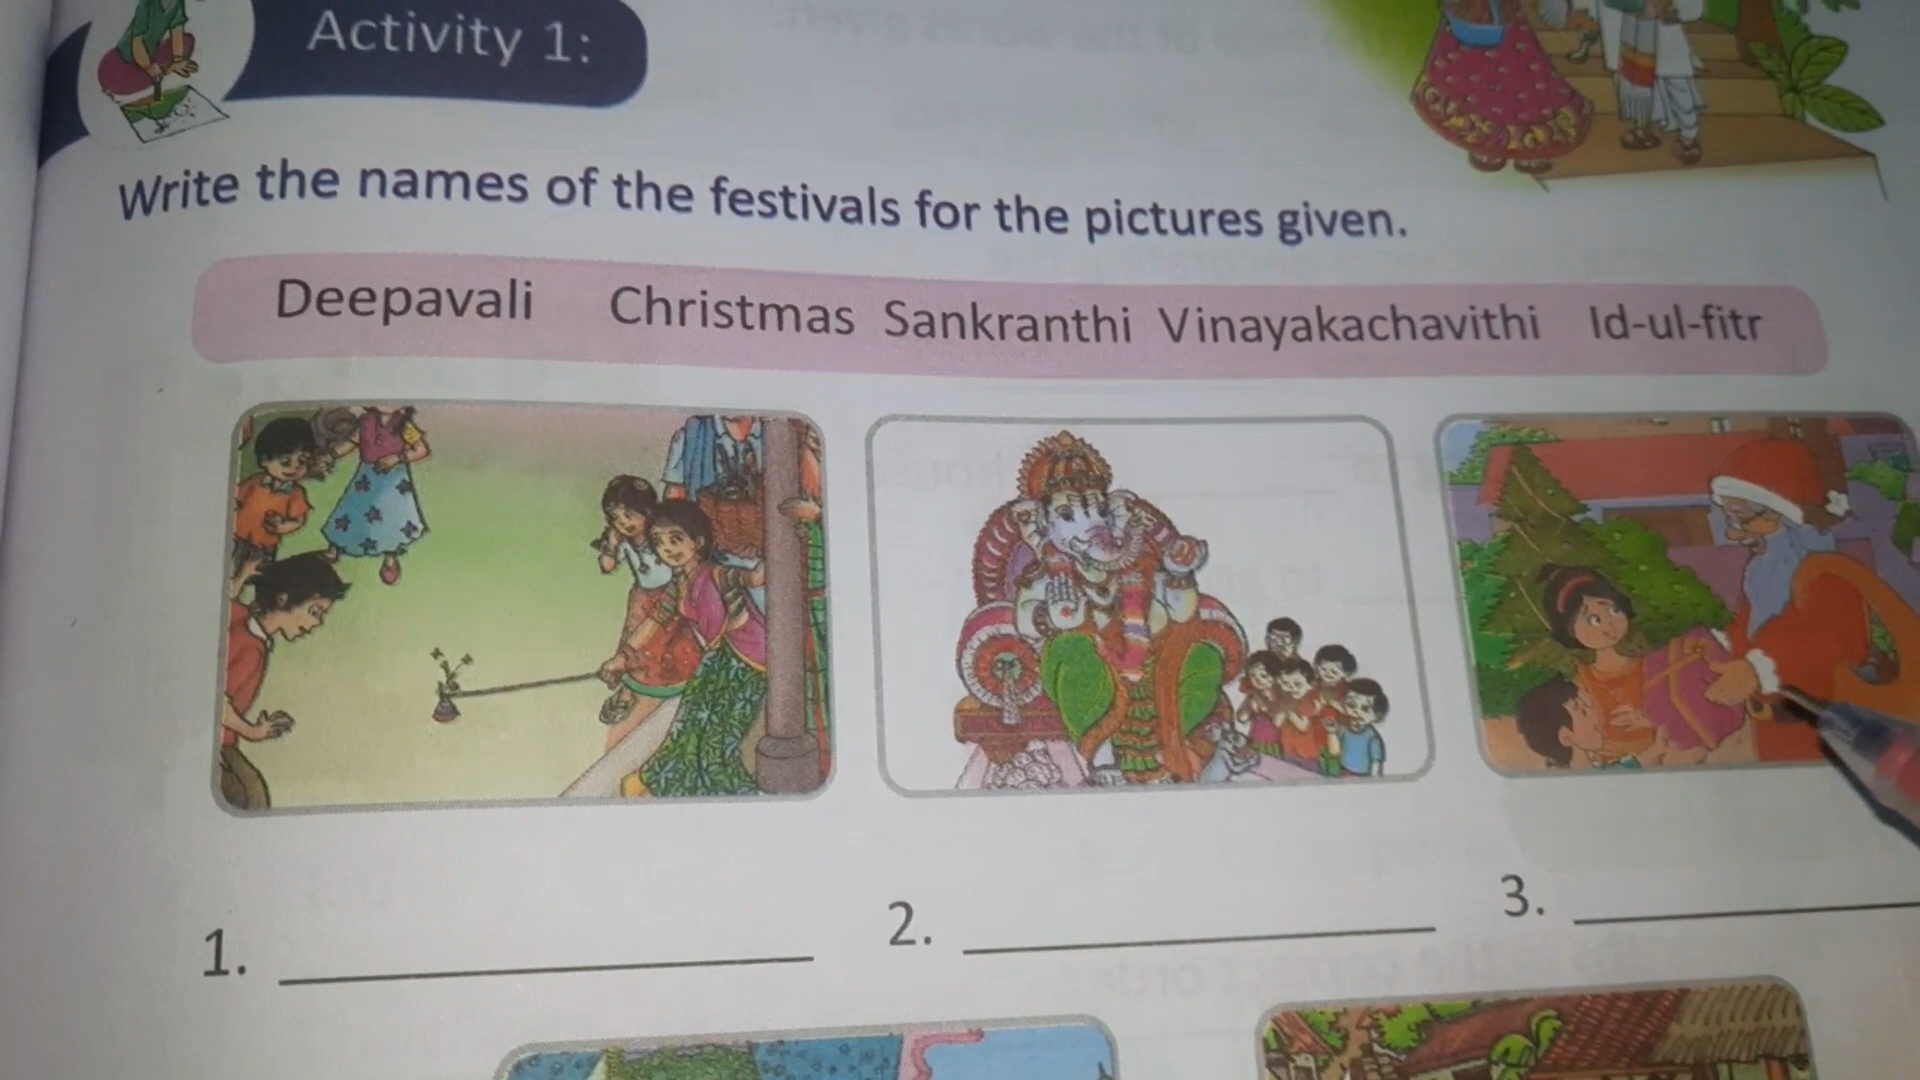 Activity 1:
Write the names of the festivals for the pictures given.
Deepavali Christmas Sankranthi Vinayakachavithi Id-ul-fitr
1. 2. 3.